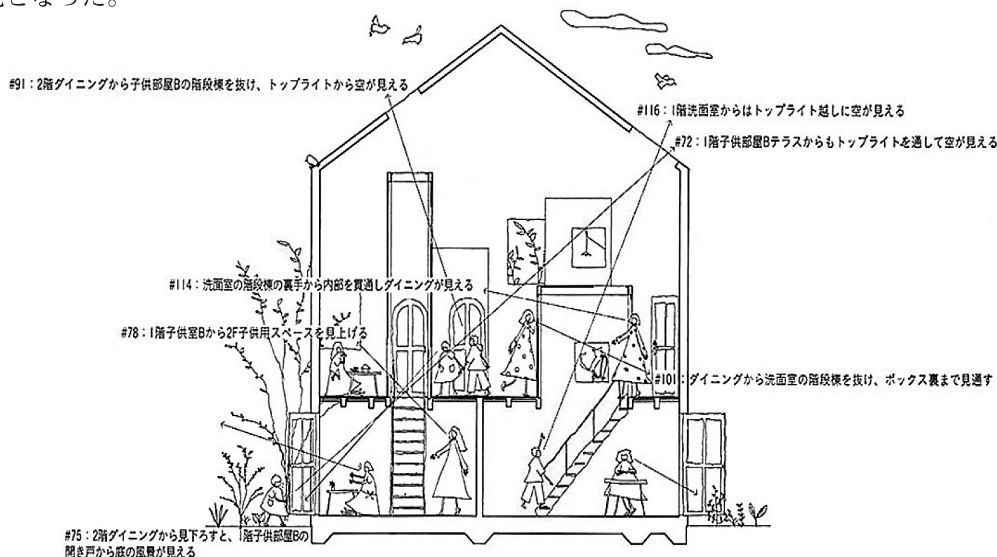 となった。
#91：2階ダイニングから子供部屋Bの階段棟を抜け、トップライトから空が見える
#116：1階洗面室からはトップライト越しに空が見える
#72：1階子供部屋Bテラスからもトップライトを通して空が見える
#114：洗面室の階段棟の裏手から内部を貫通しダイニングが見える
#78：1階子供室Bから2F子供用スペースを見上げる
#101：ダイニングから洗面室の階段棟を抜け、ボックス裏まで見通す
#75：2階ダイニングから見下ろすと、1階子供部屋Bの
開き戸から庭の風景が見える